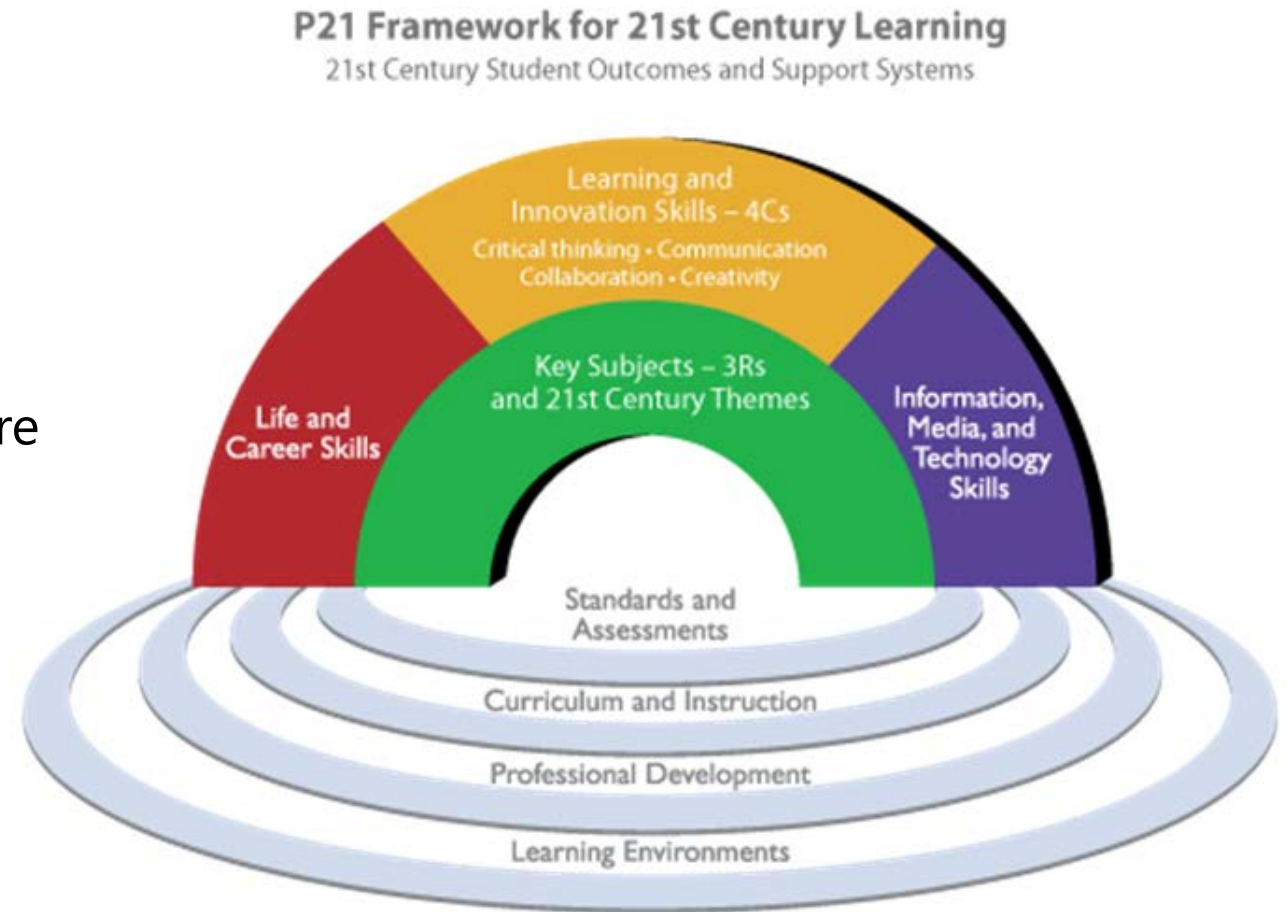 P21 Framework for 21st Century Learning
21st Century Student Outcomes and Support Systems
Learning and
Innovation Skills – 4Cs
Critical thinking • Communication
Collaboration • Creativity
Key Subjects – 3Rs
and 21st Century Themes
Life and
Career Skills
Information,
Media, and
Technology
Skills
re
Standards and
Assessments
Curriculum and Instruction
Professional Development
Learning Environments